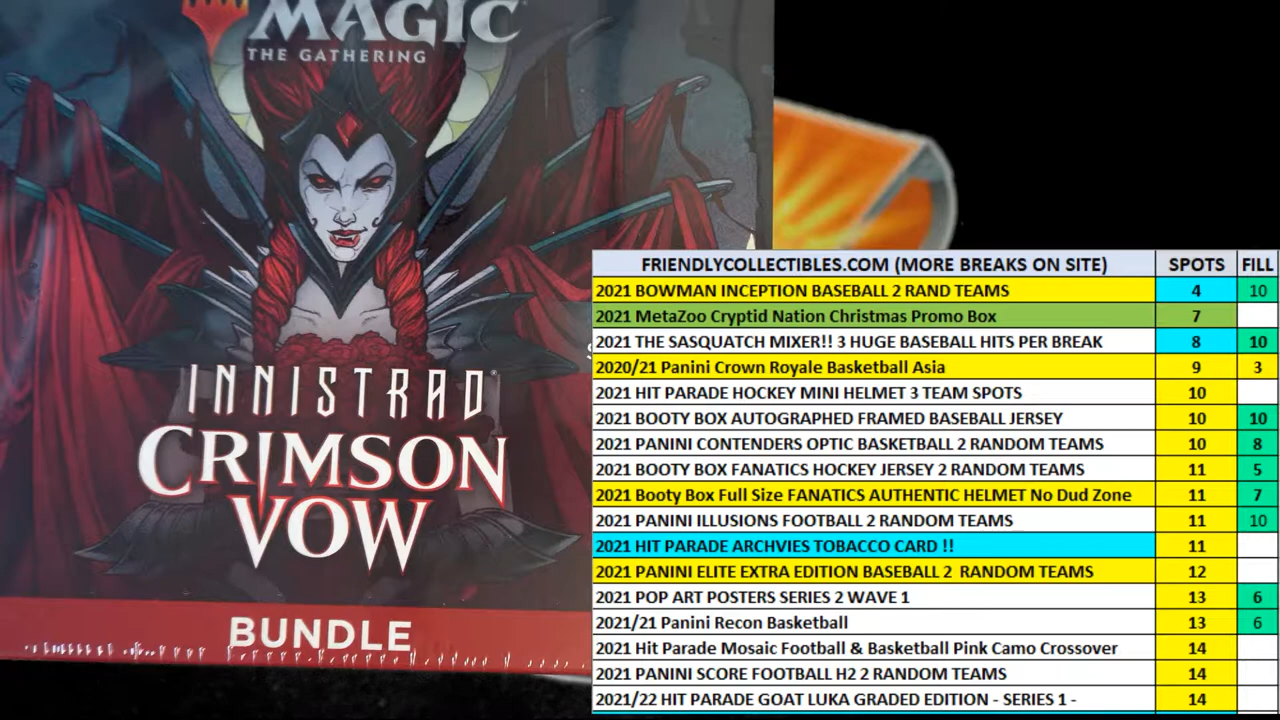 MAGIC
THE GATHERING
INNISTRAD
CRIMSON
VOW
BUNDLE
FRIENDLYCOLLECTIBLES.COM (MORE BREAKS ON SITE) SPOTS FILL
2021 BOWMAN INCEPTION BASEBALL 2 RAND TEAMS 4 10
2021 MetaZoo Cryptid Nation Christmas Promo Box 7
2021 THE SASQUATCH MIXER!! 3 HUGE BASEBALL HITS PER BREAK 8 10
2020/21 Panini Crown Royale Basketball Asia 9 3
2021 HIT PARADE HOCKEY MINI HELMET 3 TEAM SPOTS 10
2021 BOOTY BOX AUTOGRAPHED FRAMED BASEBALL JERSEY 10 10
2021 PANINI CONTENDERS OPTIC BASKETBALL 2 RANDOM TEAMS 10 8
2021 BOOTY BOX FANATICS HOCKEY JERSEY 2 RANDOM TEAMS 11 5
2021 Booty Box Full Size FANATICS AUTHENTIC HELMET No Dud Zone 11 7
2021 PANINI ILLUSIONS FOOTBALL 2 RANDOM TEAMS 11 10
2021 HIT PARADE ARCHVIES TOBACCO CARD !! 11
2021 PANINI ELITE EXTRA EDITION BASEBALL 2 RANDOM TEAMS 12
2021 POP ART POSTERS SERIES 2 WAVE 1 13 6
2021/21 Panini Recon Basketball 13 6
2021 Hit Parade Mosaic Football & Basketball Pink Camo Crossover 14
2021 PANINI SCORE FOOTBALL H2 2 RANDOM TEAMS 14
2021/22 HIT PARADE GOAT LUKA GRADED EDITION - SERIES 1 - 14